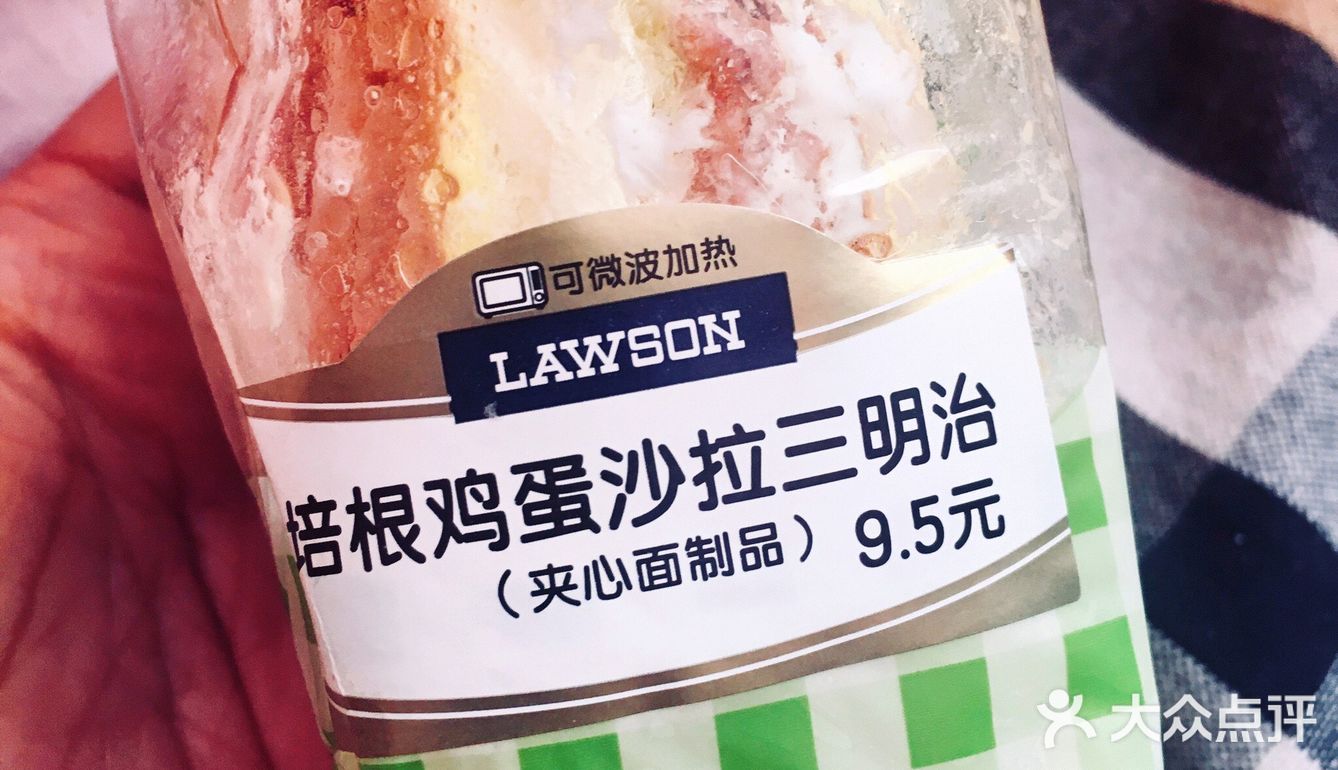 可微波加热
LAWSON
培根鸡蛋沙拉三明治
（夹心面制品）9.5元
大众点评